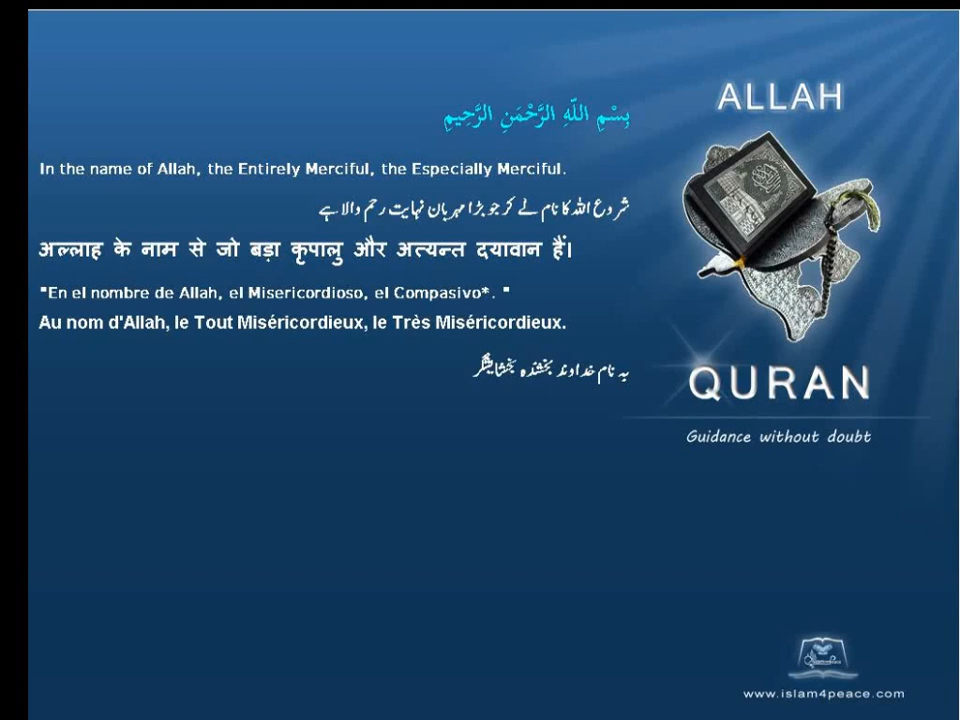 بِسْمِ اللَّهِ الرَّحْمَنِ الرَّحِيمِ
In the name of Allah, the Entirely Merciful, the Especially Merciful.
شروع الله کا نام لے کر جو بڑا مہربان نہایت رحم والا ہے
अल्लाह के नाम से जो बड़ा कृपालु और अत्यन्त दयावान हैं।
"En el nombre de Allah, el Misericordioso, el Compasivo*. "
Au nom d'Allah, le Tout Miséricordieux, le Très Miséricordieux.
به نام خداوند بخشنده بخشایشگر
ALLAH
QURAN
Guidance without doubt
www.islam4peace.com